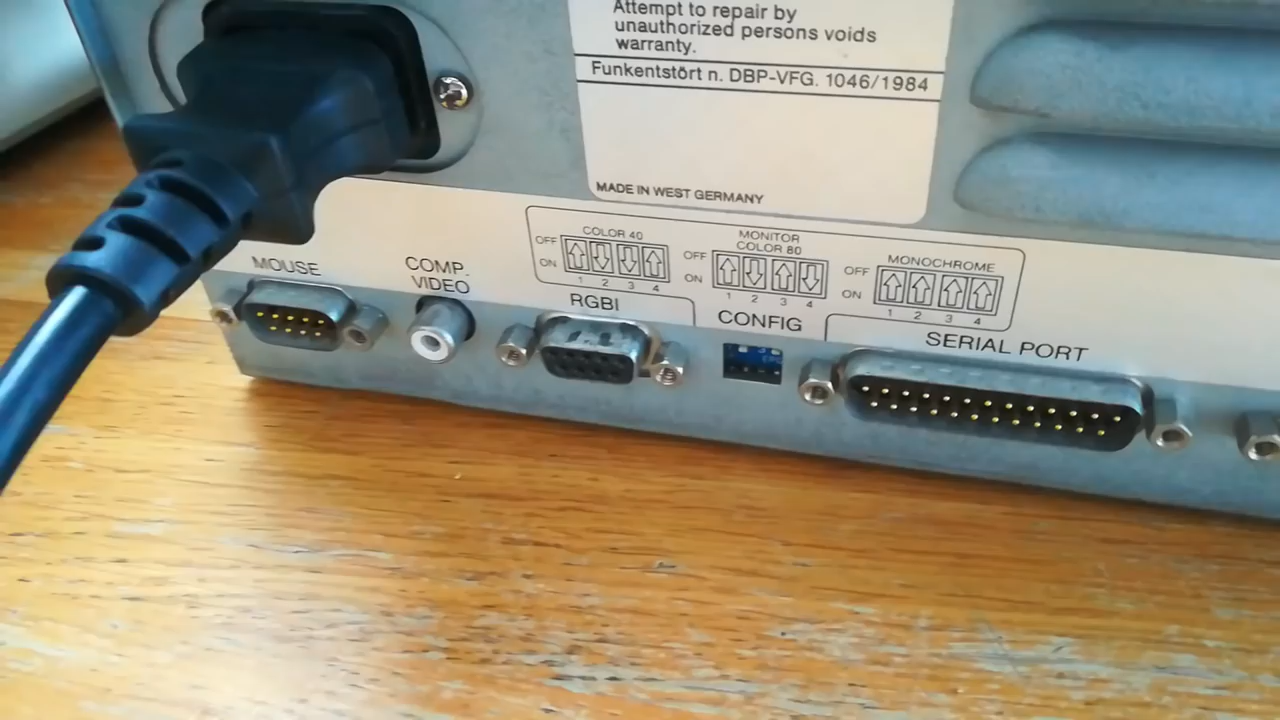 Attempt to repair by
unauthorized persons voids
warranty.
Funkentstört n. DBP-VFG. 1046/1984
MADE IN WEST GERMANY
COLOR 40
OFF
ON
1 2 3 4
MONITOR
COLOR 80
OFF
ON
1 2 3 4
MONOCHROME
OFF
ON
1 2 3 4
MOUSE
COMP.
VIDEO
RGBI
CONFIG
SERIAL PORT